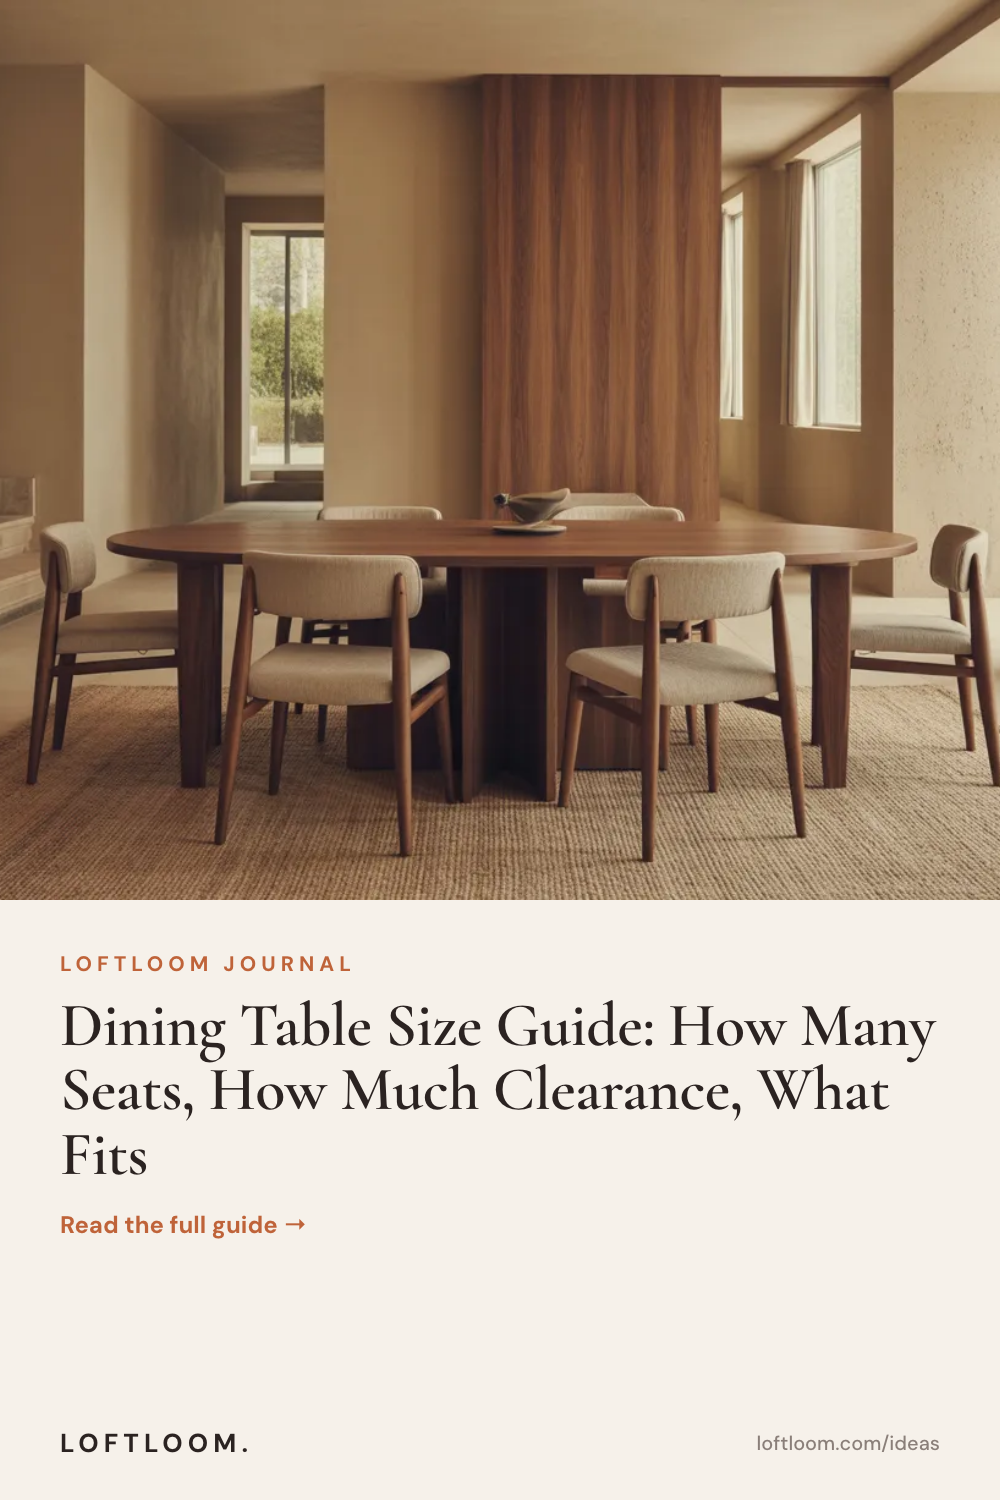 LOFTLOOM JOURNAL
Dining Table Size Guide: How Many
Seats, How Much Clearance, What
Fits
Read the full guide →
LOFTLOOM.
loftloom.com/ideas